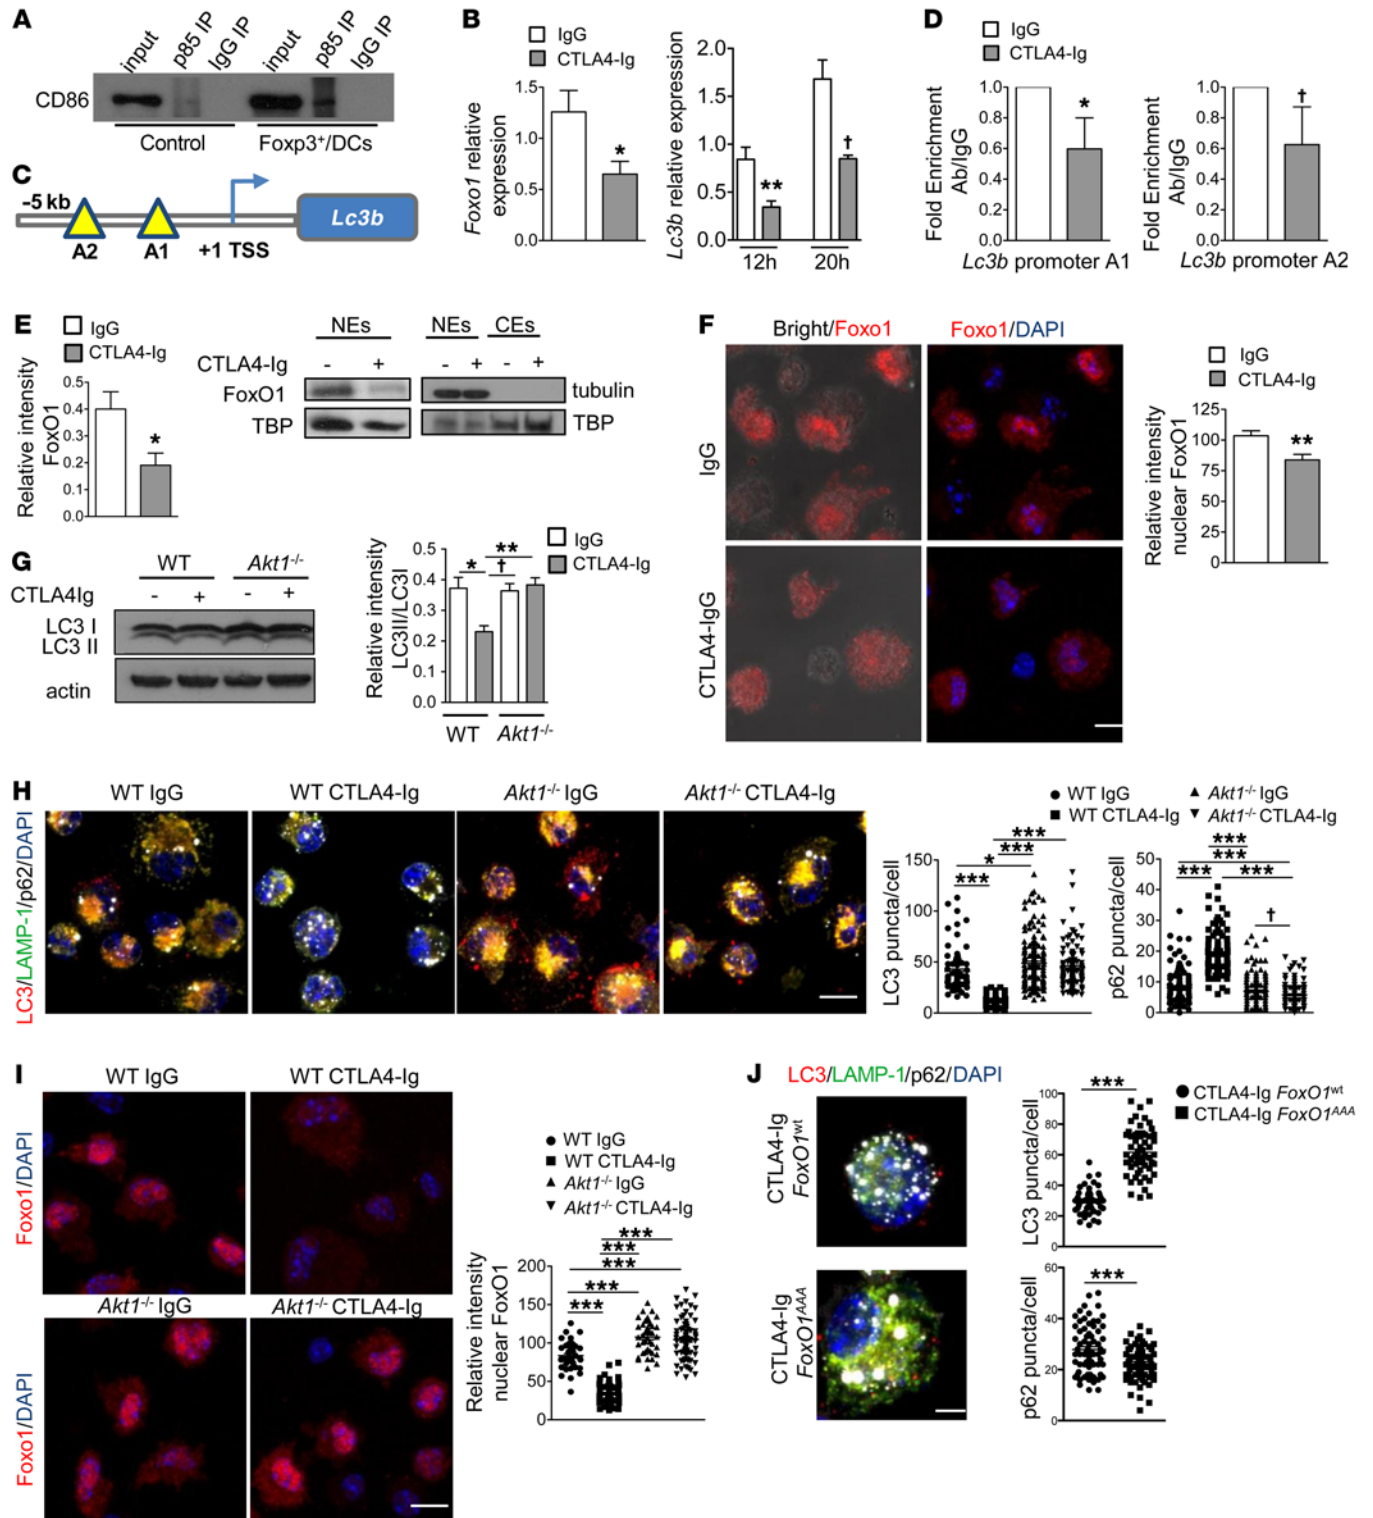 A
input
p85 IP
IgG IP
input
p85 IP
IgG IP
CD86
Control
Foxp3⁺/DCs
B
IgG
CTLA4-Ig
Foxo1 relative
expression
1.5
1.0
0.5
0.0
*
Lc3b relative expression
2.0
1.5
1.0
0.5
0.0
**
†
12h
20h
C
–5 kb
A2
A1
+1 TSS
Lc3b
D
IgG
CTLA4-Ig
Fold Enrichment
Ab/IgG
1.0
0.8
0.6
0.4
0.2
0.0
*
Lc3b promoter A1
Fold Enrichment
Ab/IgG
1.0
0.8
0.6
0.4
0.2
0.0
†
Lc3b promoter A2
E
IgG
CTLA4-Ig
Relative intensity
FoxO1
0.5
0.4
0.3
0.2
0.1
0.0
*
NEs
NEs
CEs
CTLA4-Ig
- +
- + - +
FoxO1
tubulin
TBP
TBP
F
Bright/Foxo1
Foxo1/DAPI
IgG
CTLA4-IgG
IgG
CTLA4-Ig
Relative intensity
nuclear FoxO1
125
100
75
50
25
0
**
G
WT
Akt1-/-
CTLA4Ig
- + - +
LC3 I
LC3 II
actin
IgG
CTLA4-Ig
Relative intensity
LC3II/LC3I
0.5
0.4
0.3
0.2
0.1
0.0
*
**
†
WT
Akt1-/-
H
WT IgG
WT CTLA4-Ig
Akt1-/- IgG
Akt1-/- CTLA4-Ig
LC3/LAMP-1/p62/DAPI
WT IgG
WT CTLA4-Ig
Akt1-/- IgG
Akt1-/- CTLA4-Ig
LC3 puncta/cell
150
100
50
0
***
*
***
***
p62 puncta/cell
50
40
30
20
10
0
***
***
***
***
†
I
WT IgG
WT CTLA4-Ig
Foxo1/DAPI
Akt1-/- IgG
Akt1-/- CTLA4-Ig
Foxo1/DAPI
WT IgG
WT CTLA4-Ig
Akt1-/- IgG
Akt1-/- CTLA4-Ig
Relative intensity
nuclear FoxO1
200
150
100
50
0
***
***
***
***
***
J
LC3/LAMP-1/p62/DAPI
CTLA4-Ig
FoxO1wt
CTLA4-Ig
FoxO1AAA
CTLA4-Ig FoxO1wt
CTLA4-Ig FoxO1AAA
LC3 puncta/cell
100
80
60
40
20
0
***
p62 puncta/cell
60
40
20
0
***